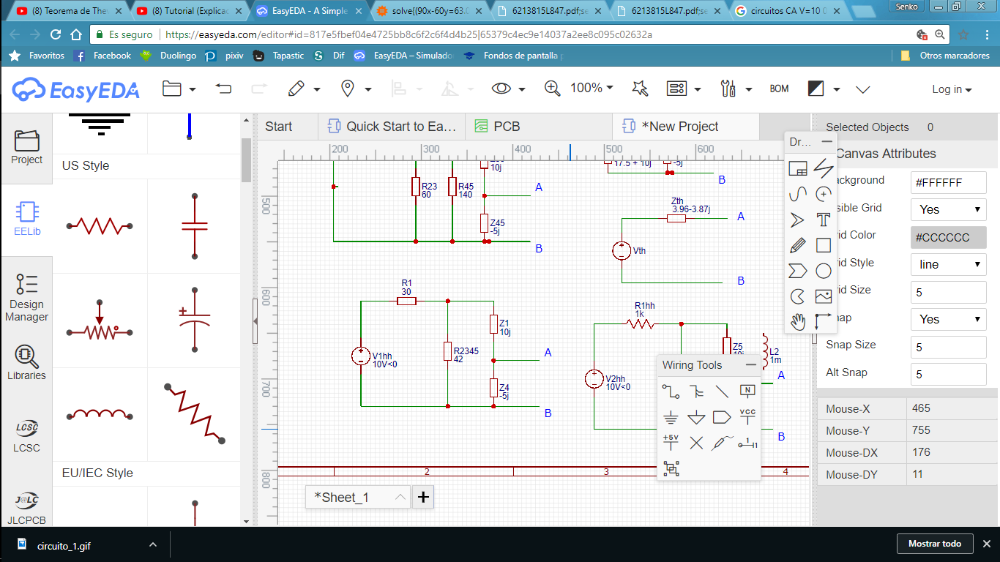 (8) Teorema de Thev
(8) Tutorial (Explicac
EasyEDA - A Simple
solve{(90x-60y=63.0
6213815L847.pdf;se
6213815L847.pdf;se
circuitos CA V=10 0
Senko
Es seguro
https://easyeda.com/editor#id=817e5fbef04e4725bb8c6f2c6f4d4b25|65379c4ec9e14037a2ee8c095c02632a
Favoritos
Facebook
Duolingo
pixiv
Tapastic
Dif
EasyEDA – Simulado
Fondos de pantalla p
Otros marcadores
EasyEDA
100%
BOM
Log in
Project
EELib
Design
Manager
Libraries
LCSC
LCSC
J@LC
JLCPCB
US Style
EU/IEC Style
Start
Quick Start to Ea...
PCB
*New Project
200
300
400
500
600
500
600
700
800
10j
R23
60
R45
140
A
Z45
-5j
B
17.5 + 10j
-5j
B
Zth
3.96-3.87j
A
Vth
B
R1
30
Z1
10j
V1hh
10V<0
R2345
42
A
Z4
-5j
B
R1hh
1k
V2hh
10V<0
Z5
L2
1m
A
B
2
3
4
*Sheet_1
Wiring Tools
N
VCC
+5V
Dr...
T
Selected Objects 0
Canvas Attributes
ackground #FFFFFF
isible Grid Yes
rid Color #CCCCCC
rid Style line
rid Size 5
nap Yes
Snap Size 5
Alt Snap 5
Mouse-X 465
Mouse-Y 755
Mouse-DX 176
Mouse-DY 11
circuito_1.gif
Mostrar todo